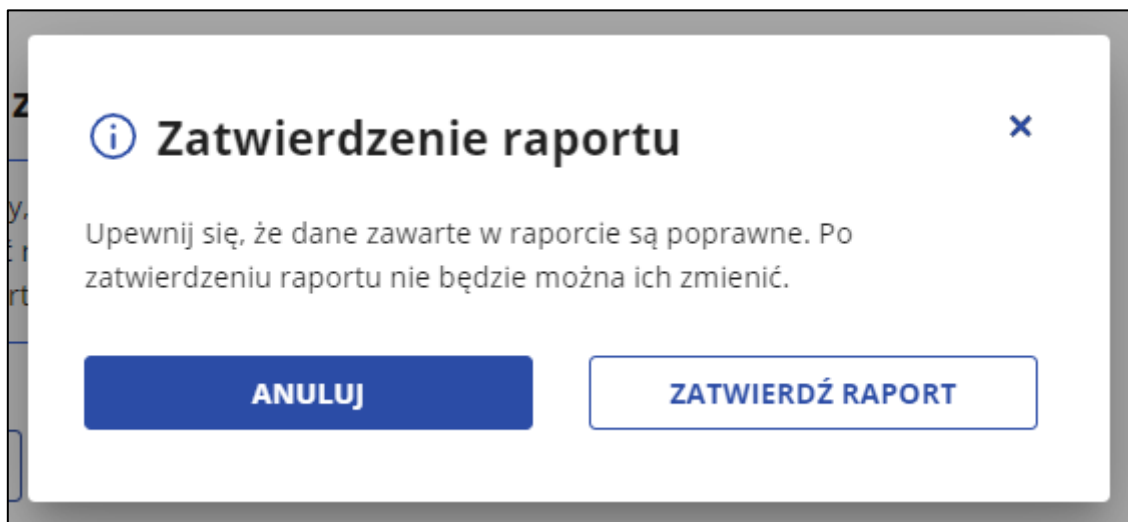 Zatwierdzenie raportu
Upewnij się, że dane zawarte w raporcie są poprawne. Po
zatwierdzeniu raportu nie będzie można ich zmienić.
ANULUJ
ZATWIERDŹ RAPORT